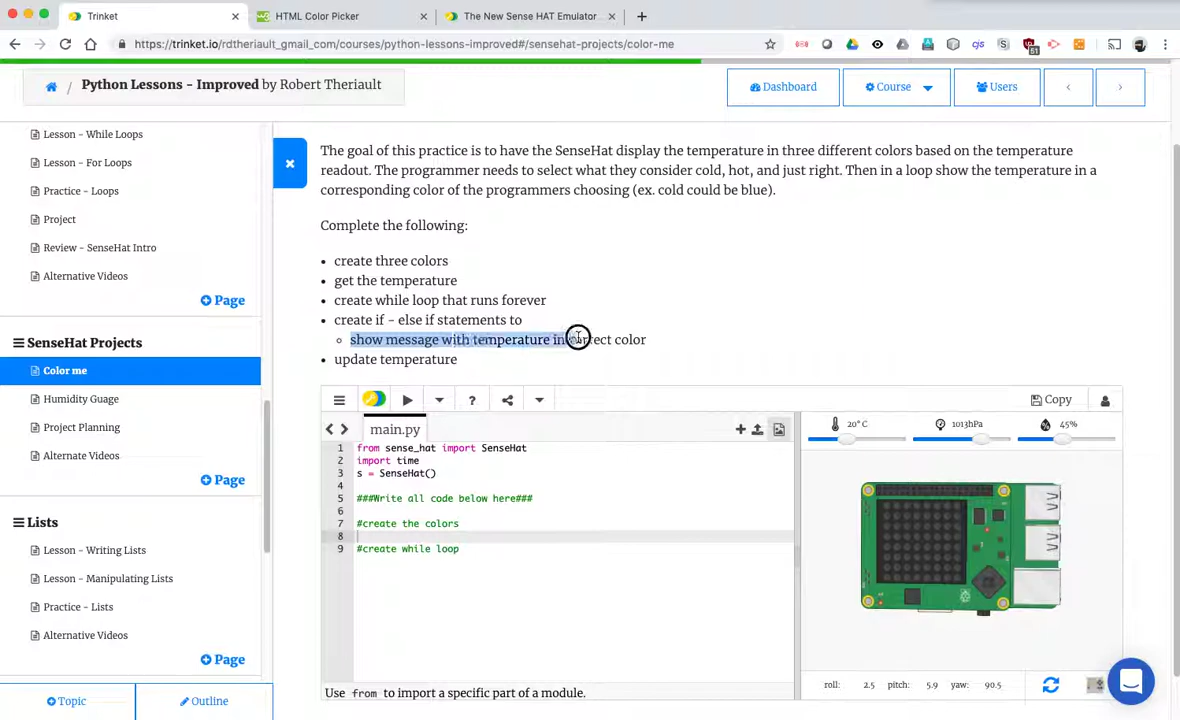 Trinket
HTML Color Picker
The New Sense HAT Emulator
https://trinket.io/rdtheriault_gmail_com/courses/python-lessons-improved#/sensehat-projects/color-me
Python Lessons - Improved by Robert Theriault
Dashboard
Course
Users
Lesson - While Loops
Lesson - For Loops
Practice - Loops
Project
Review - SenseHat Intro
Alternative Videos
Page
SenseHat Projects
Color me
Humidity Guage
Project Planning
Alternate Videos
Page
Lists
Lesson - Writing Lists
Lesson - Manipulating Lists
Practice - Lists
Alternative Videos
Page
Topic
Outline
The goal of this practice is to have the SenseHat display the temperature in three different colors based on the temperature
readout. The programmer needs to select what they consider cold, hot, and just right. Then in a loop show the temperature in a
corresponding color of the programmers choosing (ex. cold could be blue).
Complete the following:
• create three colors
• get the temperature
• create while loop that runs forever
• create if - else if statements to
show message with temperature in correct color
• update temperature
Copy
main.py
1 from sense_hat import SenseHat
2 import time
3 s = SenseHat()
4
5 ###Write all code below here###
6
7 #create the colors
8
9 #create while loop
Use from to import a specific part of a module.
20°C
1013hPa
45%
roll: 2.5 pitch: 5.9 yaw: 90.5